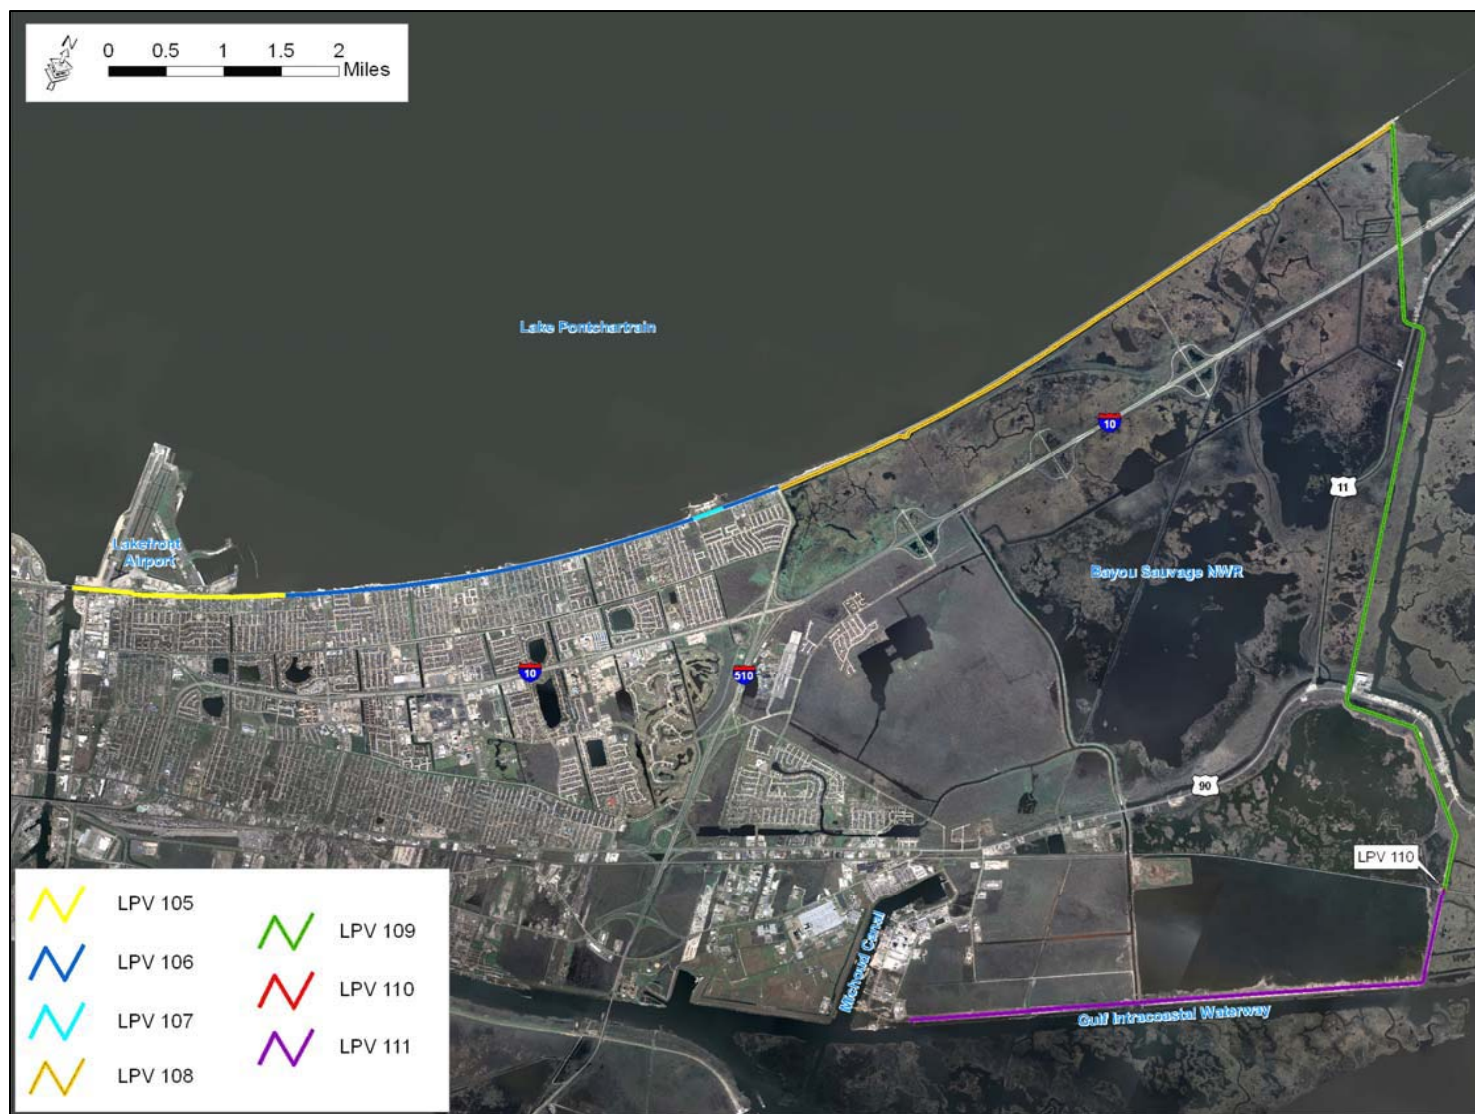 N
0 0.5 1 1.5 2
Miles
Lake Pontchartrain
10
11
Lakefront
Airport
Bayou Sauvage NWR
10
510
90
LPV 110
Michoud Canal
Gulf Intracoastal Waterway
LPV 105
LPV 106
LPV 107
LPV 108
LPV 109
LPV 110
LPV 111